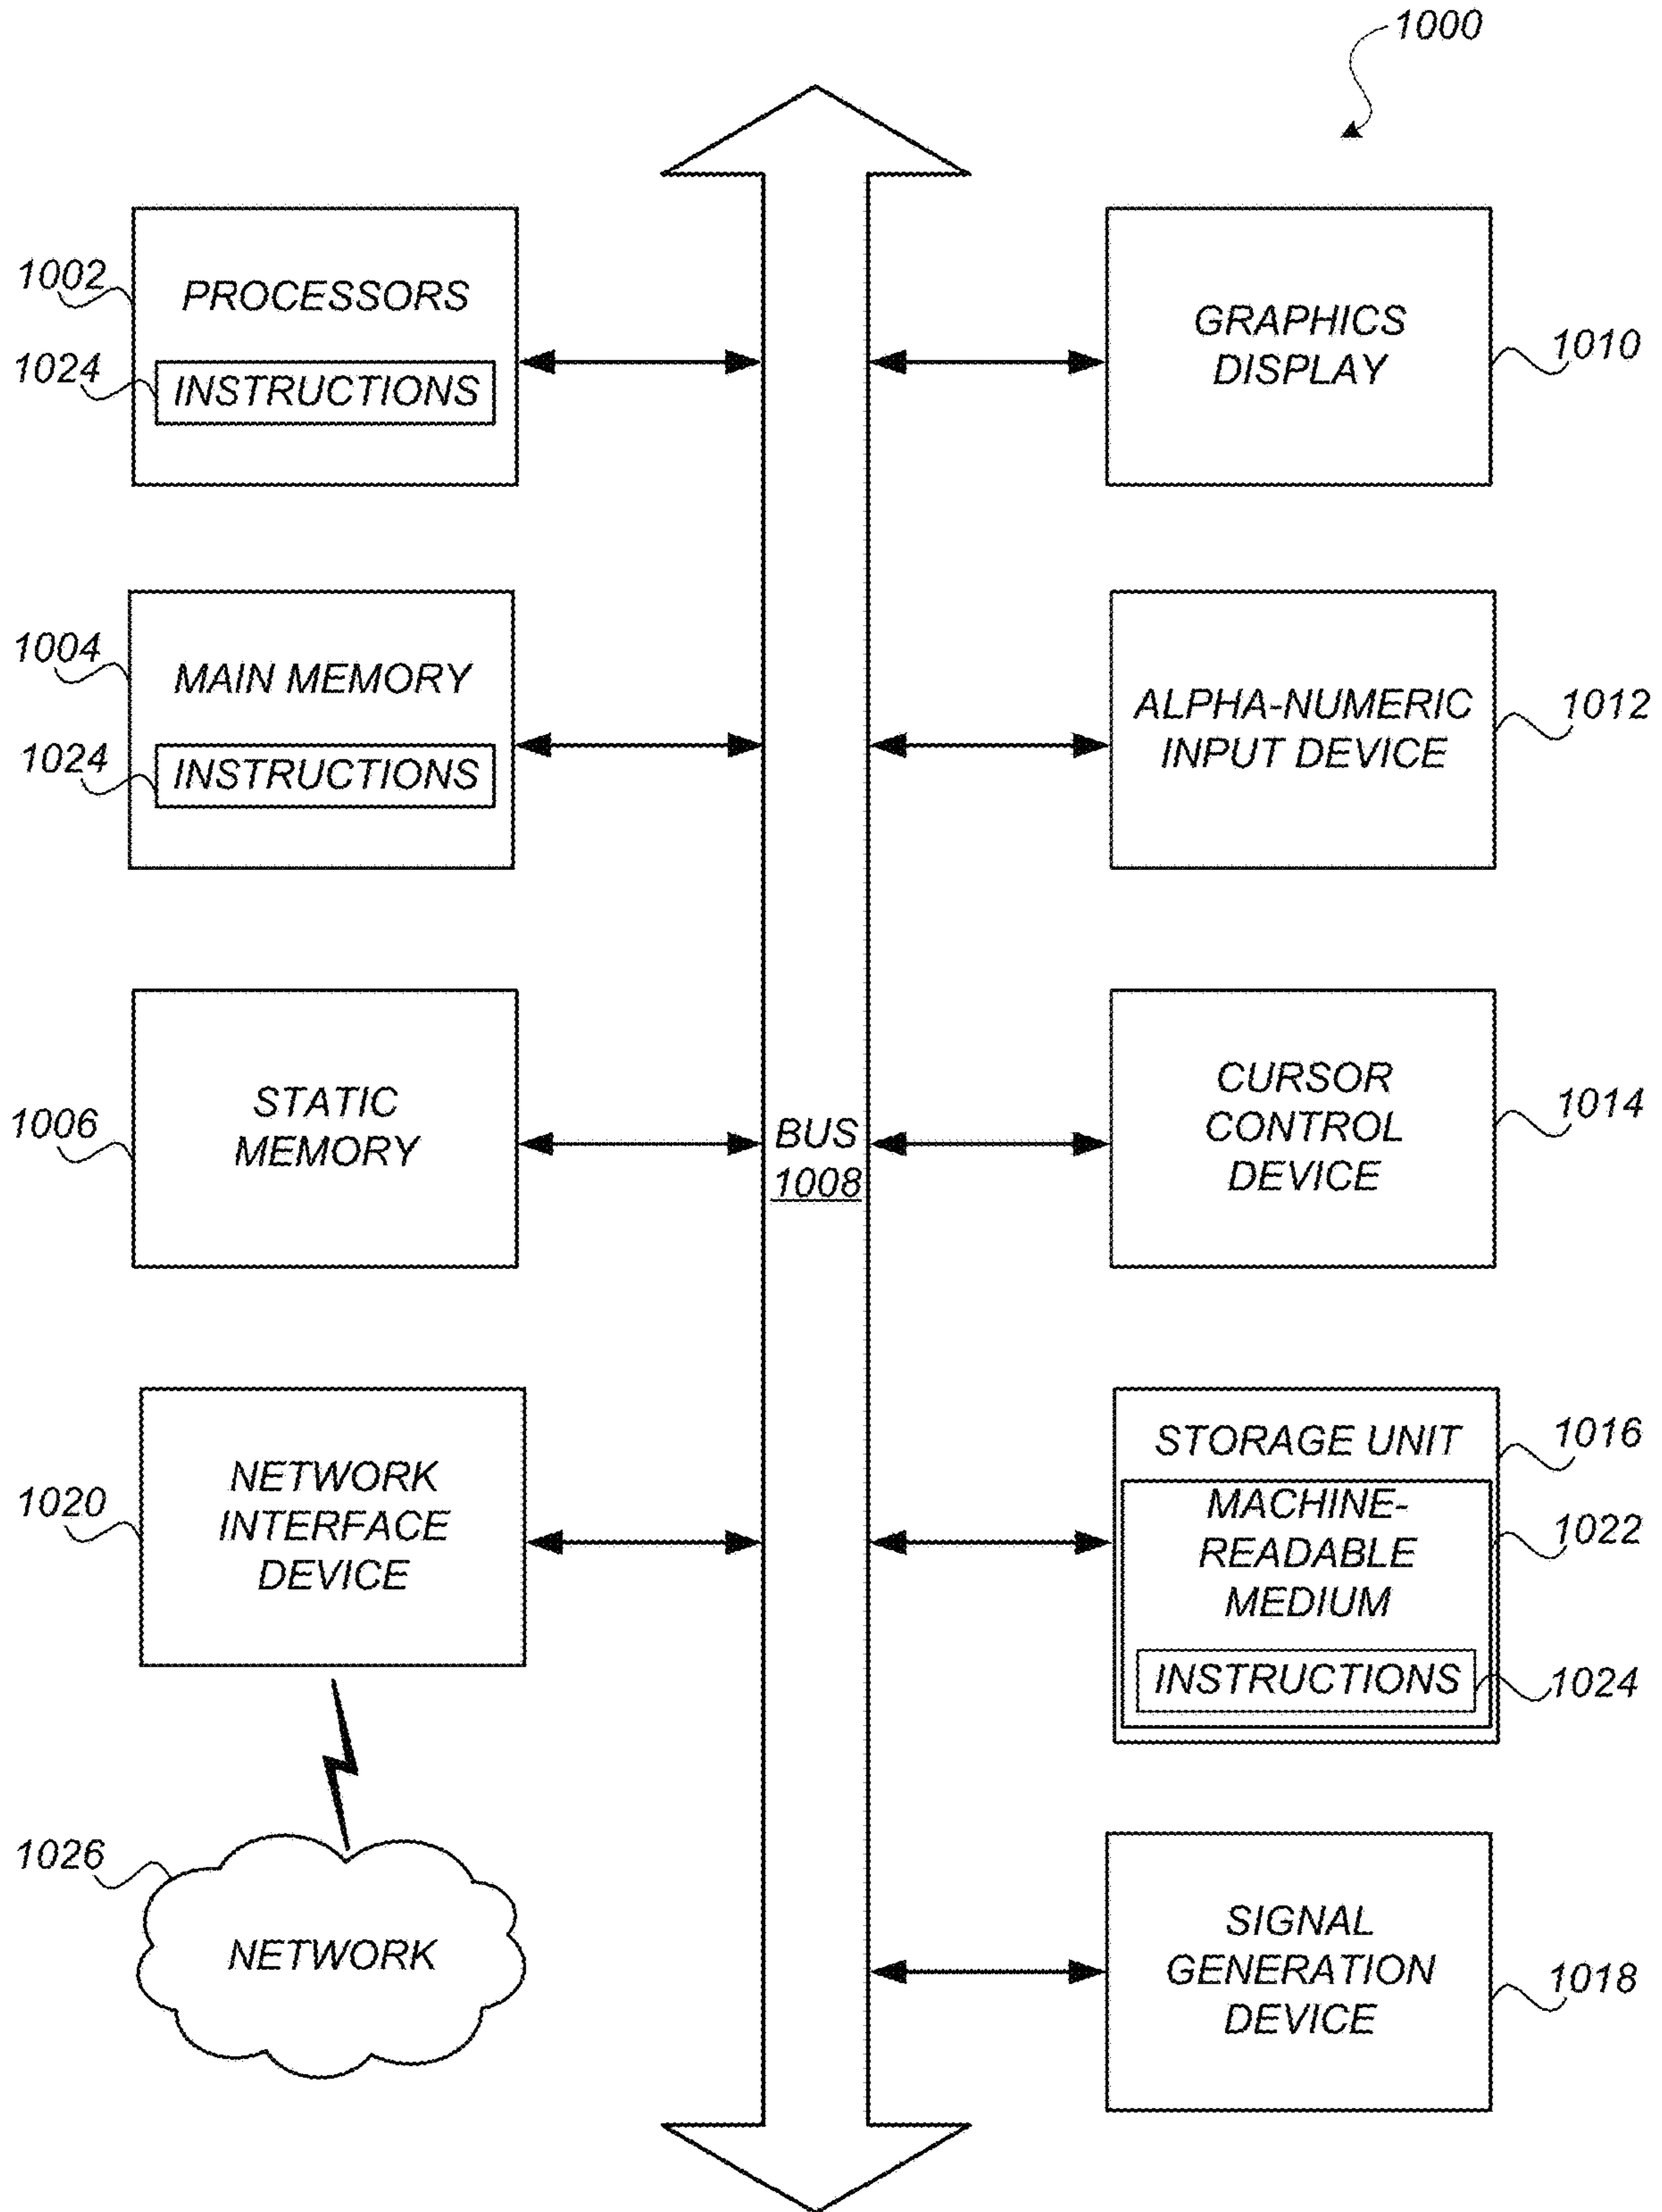 1000
1002
PROCESSORS
1024
INSTRUCTIONS
GRAPHICS
DISPLAY
1010
1004
MAIN MEMORY
1024
INSTRUCTIONS
ALPHA-NUMERIC
INPUT DEVICE
1012
1006
STATIC
MEMORY
BUS
1008
CURSOR
CONTROL
DEVICE
1014
1020
NETWORK
INTERFACE
DEVICE
STORAGE UNIT
1016
MACHINE-
READABLE
MEDIUM
1022
INSTRUCTIONS
1024
1026
NETWORK
SIGNAL
GENERATION
DEVICE
1018